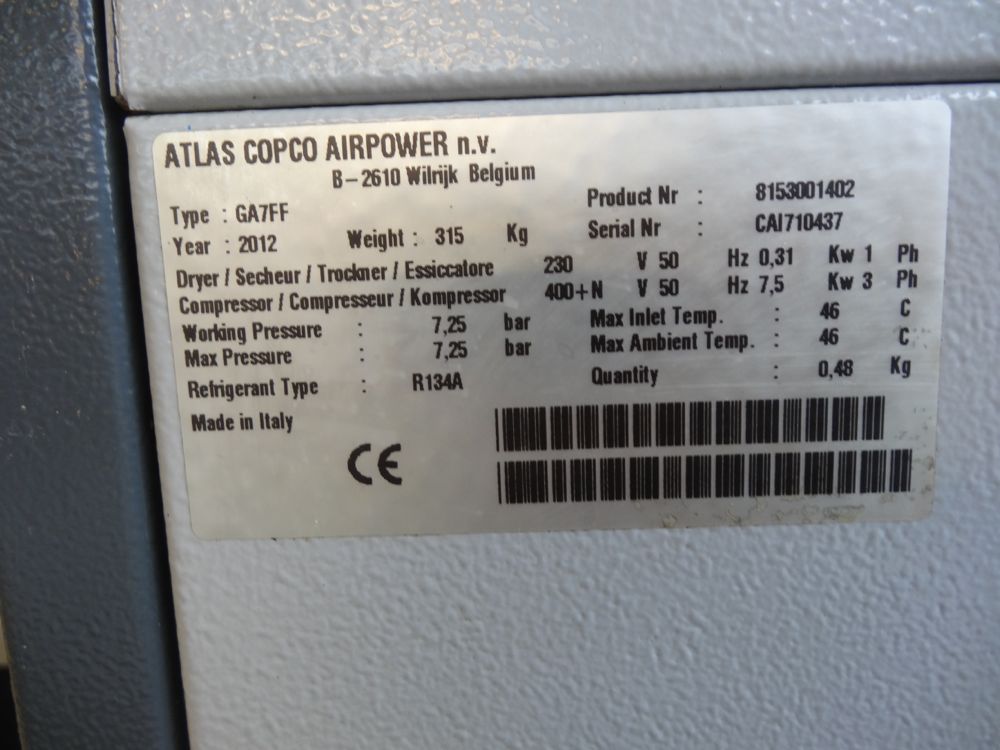 ATLAS COPCO AIRPOWER n.v.
B-2610 Wilrijk Belgium
Product Nr : 8153001402
Type : GA7FF
Serial Nr : CAI710437
Year : 2012 Weight : 315 Kg
Dryer / Secheur / Trockner / Essiccatore 230 V 50 Hz 0,31 Kw 1 Ph
Compressor / Compresseur / Kompressor 400+N V 50 Hz 7,5 Kw 3 Ph
Working Pressure : 7,25 bar Max Inlet Temp. : 46 C
Max Pressure : 7,25 bar Max Ambient Temp. : 46 C
Refrigerant Type : R134A Quantity : 0,48 Kg
Made in Italy
CE